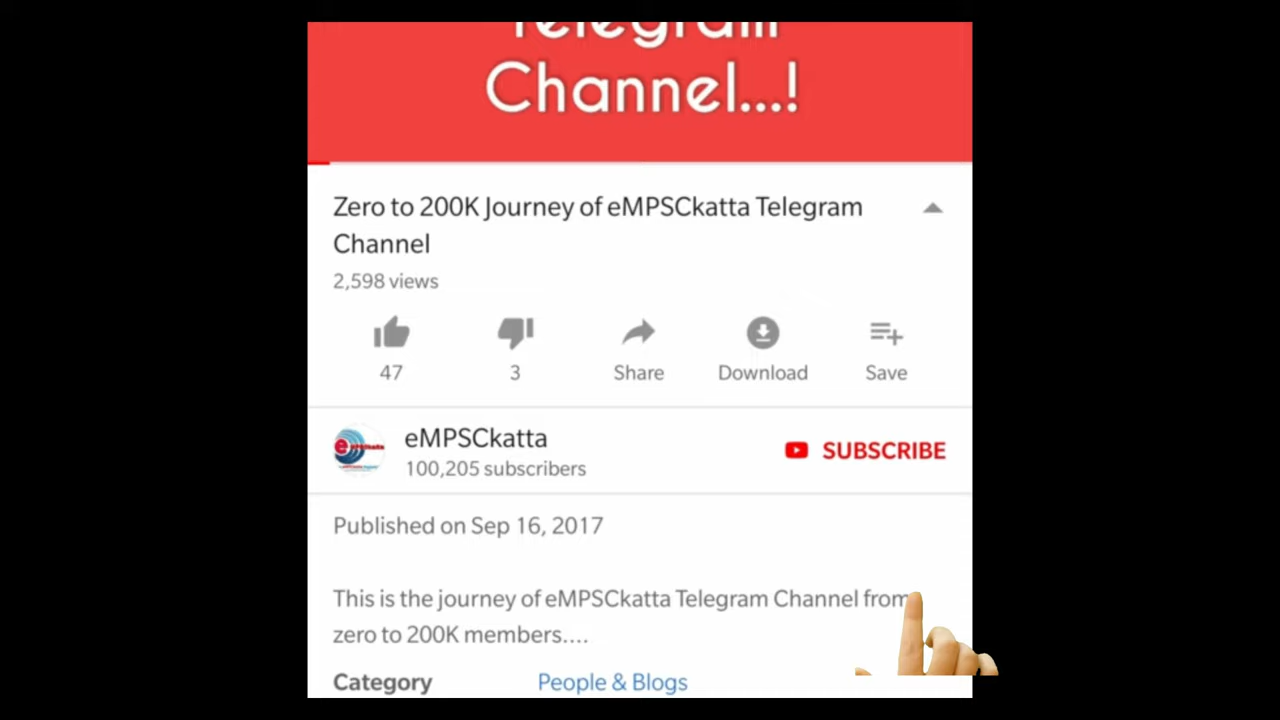 Telegram
Channel...!
Zero to 200K Journey of eMPSCkatta Telegram
Channel
2,598 views
47
3
Share
Download
Save
eMPSCkatta
100,205 subscribers
SUBSCRIBE
Published on Sep 16, 2017
This is the journey of eMPSCkatta Telegram Channel from
zero to 200K members....
Category
People & Blogs